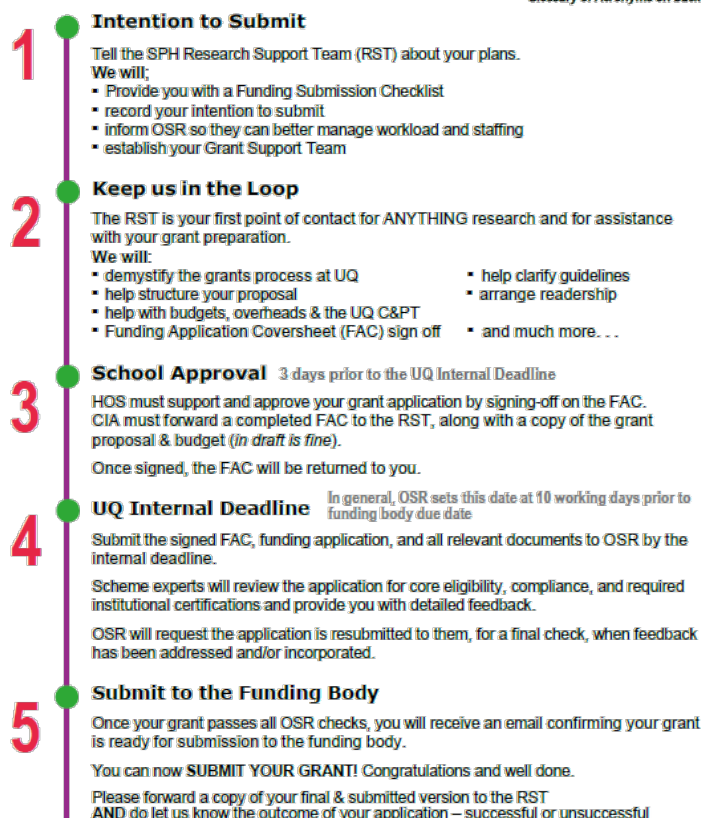 Glossary of Acronyms on back
1
Intention to Submit
Tell the SPH Research Support Team (RST) about your plans.
We will;
▪ Provide you with a Funding Submission Checklist
▪ record your intention to submit
▪ inform OSR so they can better manage workload and staffing
▪ establish your Grant Support Team
2
Keep us in the Loop
The RST is your first point of contact for ANYTHING research and for assistance
with your grant preparation.
We will:
▪ demystify the grants process at UQ ▪ help clarify guidelines
▪ help structure your proposal ▪ arrange readership
▪ help with budgets, overheads & the UQ C&PT
▪ Funding Application Coversheet (FAC) sign off ▪ and much more. . .
3
School Approval 3 days prior to the UQ Internal Deadline
HOS must support and approve your grant application by signing-off on the FAC.
CIA must forward a completed FAC to the RST, along with a copy of the grant
proposal & budget (in draft is fine).
Once signed, the FAC will be returned to you.
4
UQ Internal Deadline
In general, OSR sets this date at 10 working days prior to
funding body due date
Submit the signed FAC, funding application, and all relevant documents to OSR by the
internal deadline.
Scheme experts will review the application for core eligibility, compliance, and required
institutional certifications and provide you with detailed feedback.
OSR will request the application is resubmitted to them, for a final check, when feedback
has been addressed and/or incorporated.
5
Submit to the Funding Body
Once your grant passes all OSR checks, you will receive an email confirming your grant
is ready for submission to the funding body.
You can now SUBMIT YOUR GRANT! Congratulations and well done.
Please forward a copy of your final & submitted version to the RST
AND do let us know the outcome of your application – successful or unsuccessful